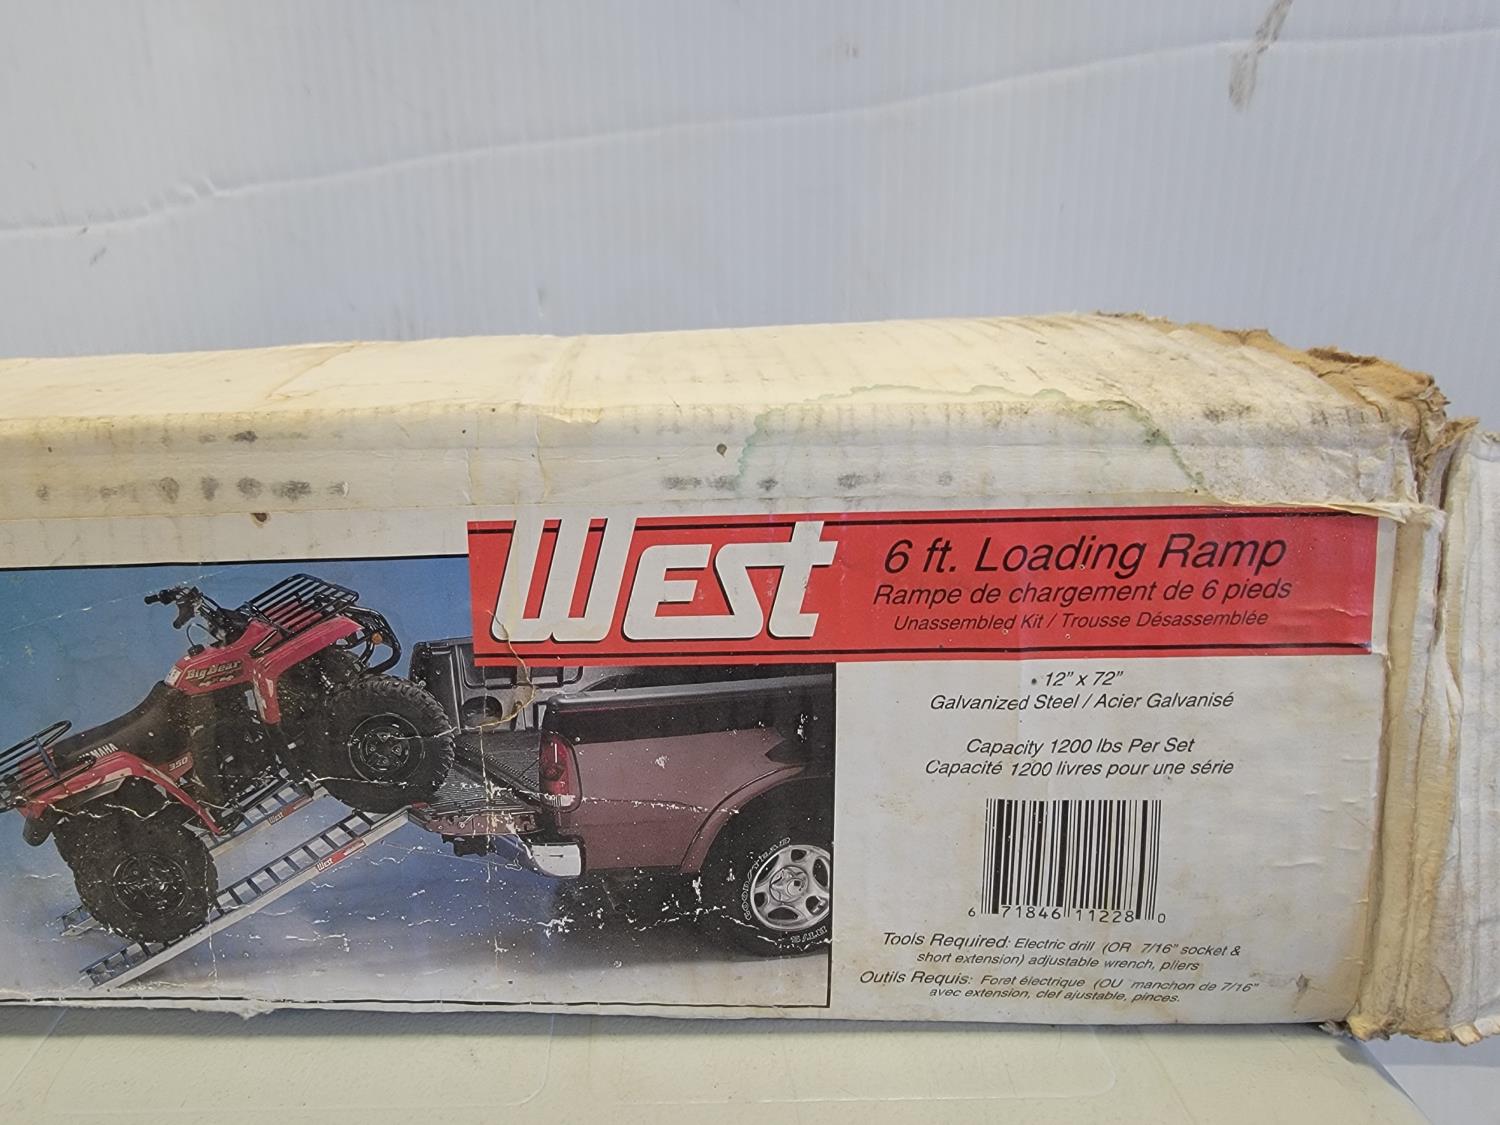 West
6 ft. Loading Ramp
Rampe de chargement de 6 pieds
Unassembled Kit / Trousse Désassemblée
• 12" x 72"
Galvanized Steel / Acier Galvanisé
Capacity 1200 lbs Per Set
Capacité 1200 livres pour une série
6 71846 11228 0
Tools Required: Electric drill (OR 7/16" socket &
short extension) adjustable wrench, pliers
Outils Requis: Foret électrique (OU manchon de 7/16"
avec extension, clef ajustable, pinces.
Big Bear
YAMAHA
350
West
West
GOODYEAR